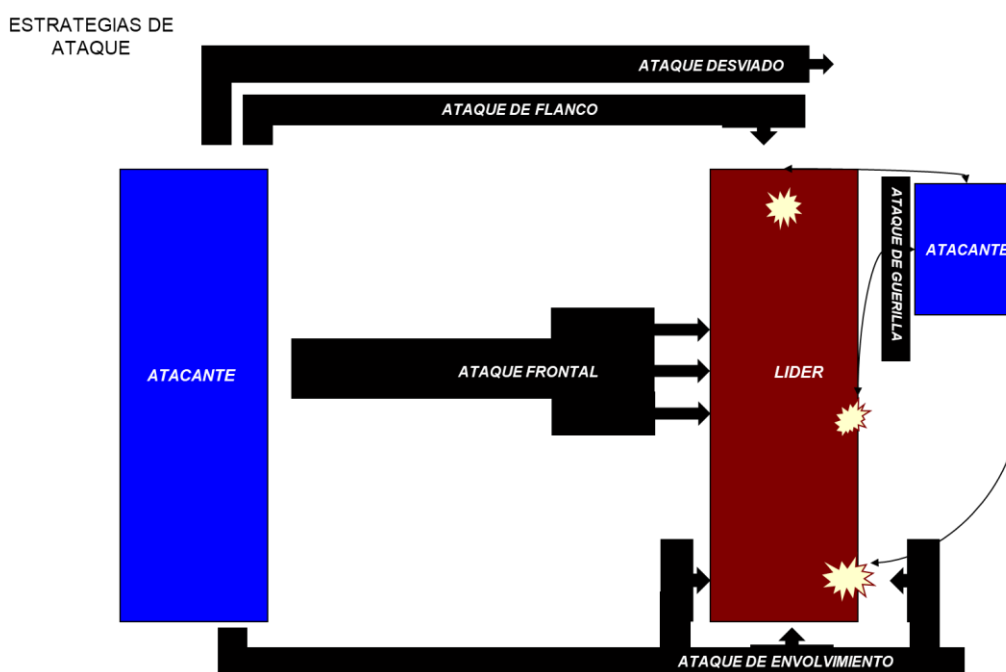 ESTRATEGIAS DE
ATAQUE
ATAQUE DESVIADO
ATAQUE DE FLANCO
ATACANTE
ATAQUE FRONTAL
LIDER
ATAQUE DE GUERILLA
ATACANTE
ATAQUE DE ENVOLVIMIENTO